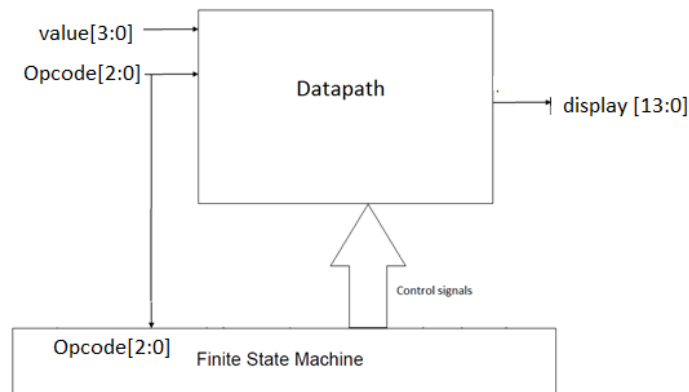 value[3:0]
Opcode[2:0]
Datapath
display [13:0]
Control signals
Opcode[2:0]
Finite State Machine